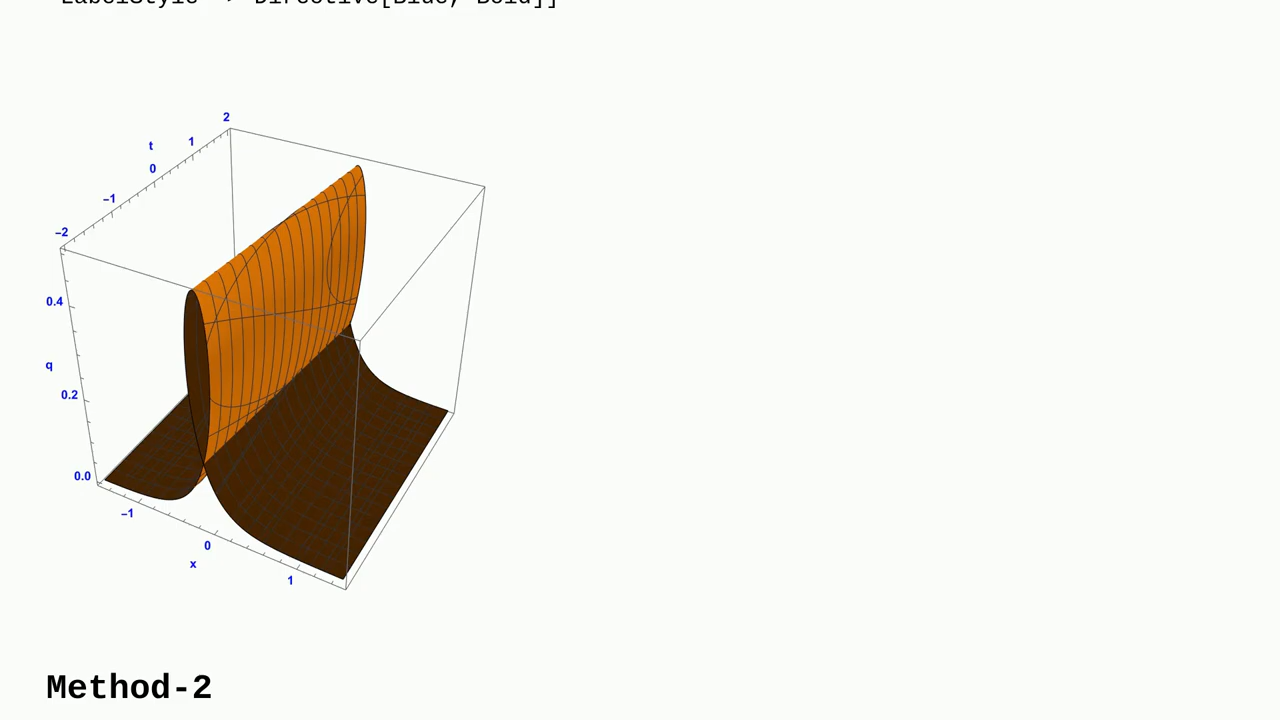 LabelStyle -> Directive[Blue, Bold]]
2
t
1
0
−1
−2
0.4
q
0.2
0.0
−1
0
x
1
Method-2